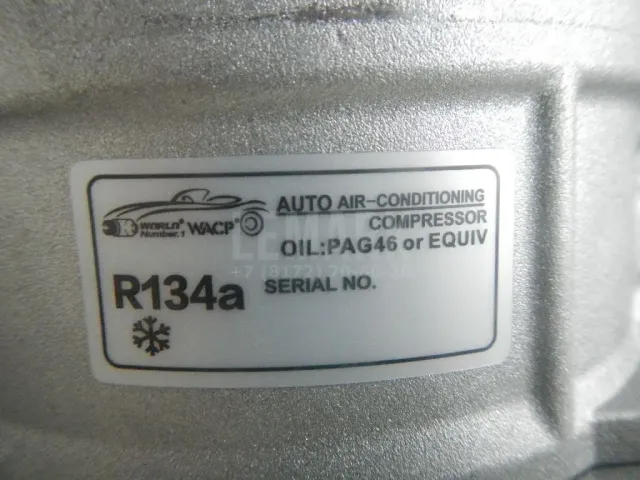 AUTO AIR-CONDITIONING
COMPRESSOR
WORLD® WACP®
Number.1
OIL:PAG46 or EQUIV
R134a SERIAL NO.